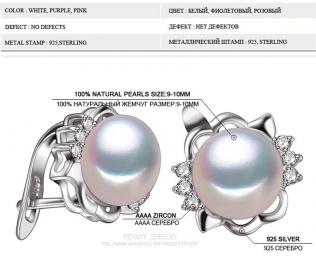 COLOR : WHITE, PURPLE, PINK
ЦВЕТ : БЕЛЫЙ, ФИОЛЕТОВЫЙ, РОЗОВЫЙ
DEFECT : NO DEFECTS
ДЕФЕКТ : НЕТ ДЕФЕКТОВ
METAL STAMP : 925,STERLING
МЕТАЛЛИЧЕСКИЙ ШТАМП : 925, STERLING
100% NATURAL PEARLS SIZE:9-10MM
100% НАТУРАЛЬНЫЙ ЖЕМЧУГ РАЗМЕР:9-10MM
AAAA ZIRCON
AAAA СЕРЕБРО
925 SILVER
925 СЕРЕБРО